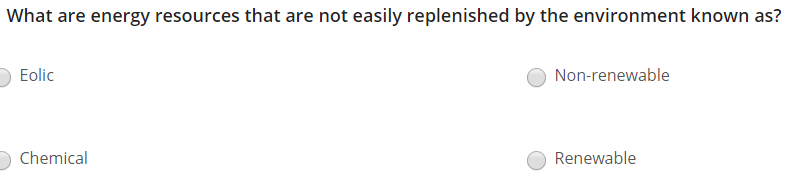 What are energy resources that are not easily replenished by the environment known as?
Eolic
Non-renewable
Chemical
Renewable